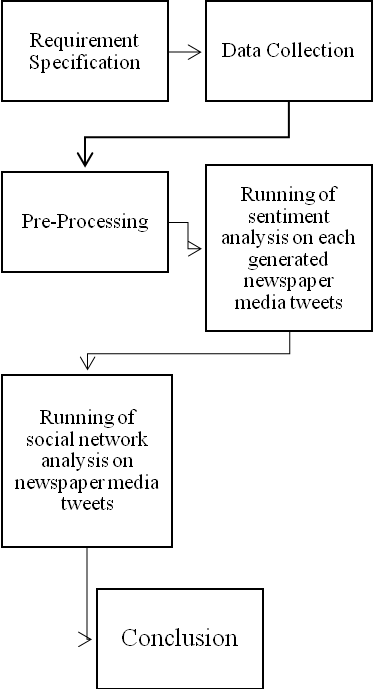 Requirement
Specification
Data Collection
Pre-Processing
Running of
sentiment
analysis on each
generated
newspaper
media tweets
Running of
social network
analysis on
newspaper media
tweets
Conclusion